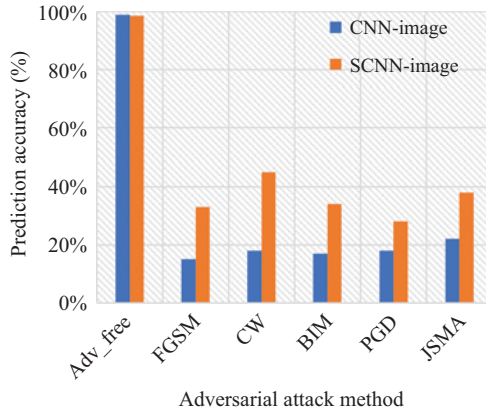 100%
80%
60%
40%
20%
0%
Prediction accuracy (%)
CNN-image
SCNN-image
Adv_free
FGSM
CW
BIM
PGD
JSMA
Adversarial attack method